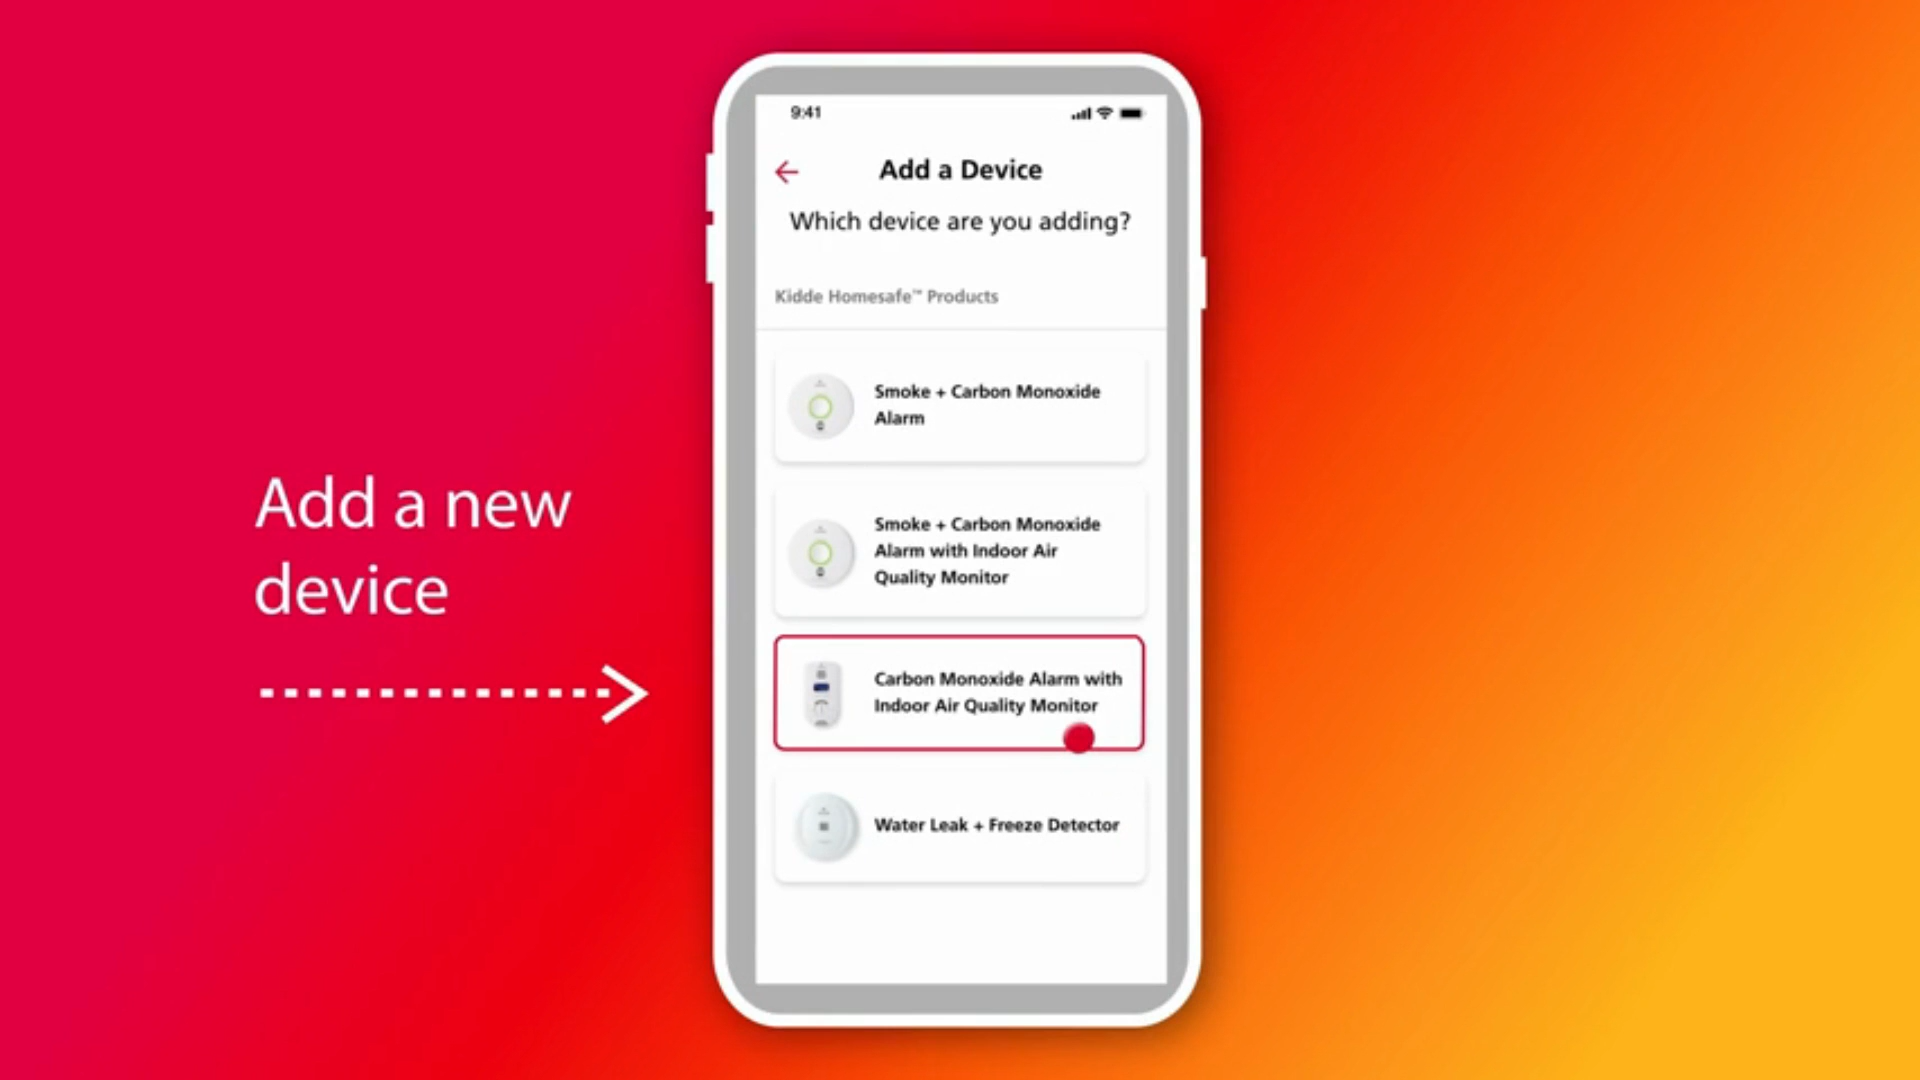 9:41
Add a Device
Which device are you adding?
Kidde Homesafe™ Products
Smoke + Carbon Monoxide
Alarm
Smoke + Carbon Monoxide
Alarm with Indoor Air
Quality Monitor
Carbon Monoxide Alarm with
Indoor Air Quality Monitor
Water Leak + Freeze Detector
Add a new
device